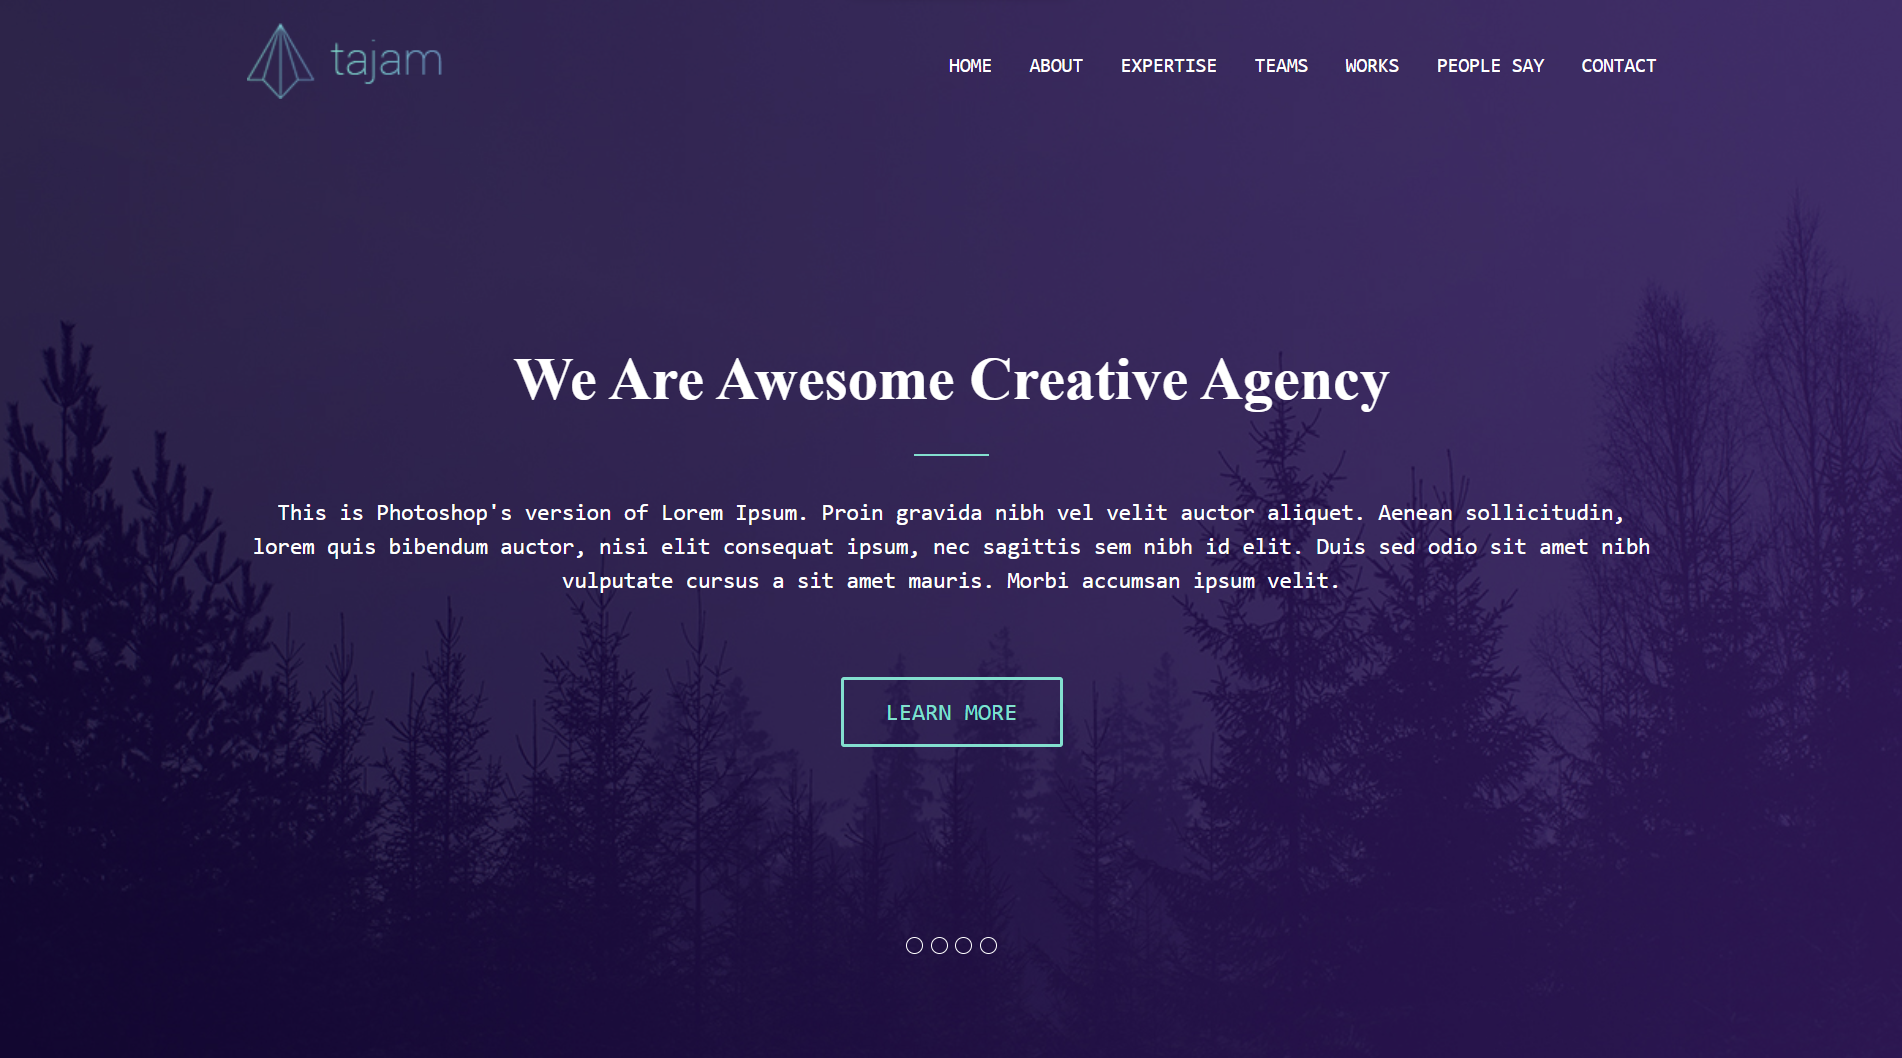 tajam
HOME ABOUT EXPERTISE TEAMS WORKS PEOPLE SAY CONTACT
We Are Awesome Creative Agency
This is Photoshop's version of Lorem Ipsum. Proin gravida nibh vel velit auctor aliquet. Aenean sollicitudin,
lorem quis bibendum auctor, nisi elit consequat ipsum, nec sagittis sem nibh id elit. Duis sed odio sit amet nibh
vulputate cursus a sit amet mauris. Morbi accumsan ipsum velit.
LEARN MORE